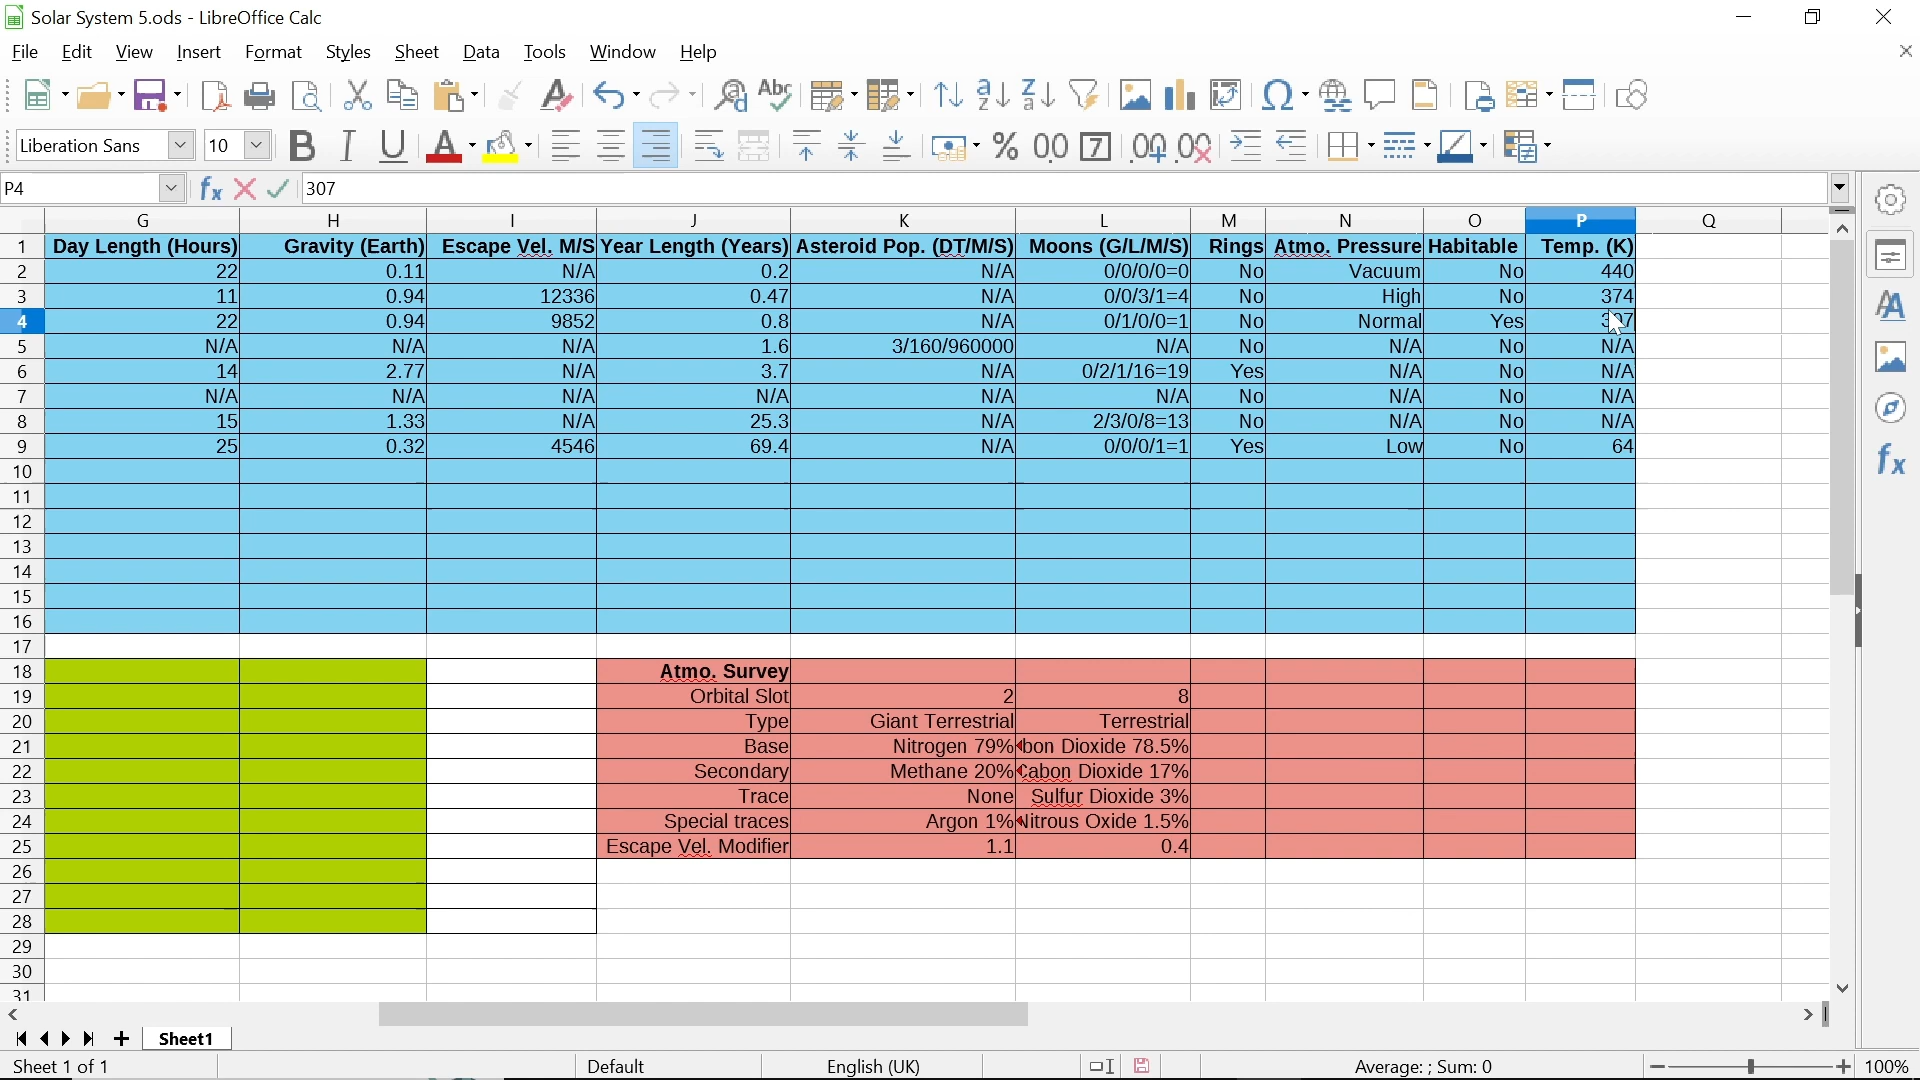 Solar System 5.ods - LibreOffice Calc
File Edit View Insert Format Styles Sheet Data Tools Window Help
Liberation Sans 10
P4 307
G H I J K L M N O P Q
1 Day Length (Hours) Gravity (Earth) Escape Vel. M/S Year Length (Years) Asteroid Pop. (DT/M/S) Moons (G/L/M/S) Rings Atmo. Pressure Habitable Temp. (K)
2 22 0.11 N/A 0.2 N/A 0/0/0/0=0 No Vacuum No 440
3 11 0.94 12336 0.47 N/A 0/0/3/1=4 No High No 374
4 22 0.94 9852 0.8 N/A 0/1/0/0=1 No Normal Yes 307
5 N/A N/A N/A 1.6 3/160/960000 N/A No N/A No N/A
6 14 2.77 N/A 3.7 N/A 0/2/1/16=19 Yes N/A No N/A
7 N/A N/A N/A N/A N/A N/A No N/A No N/A
8 15 1.33 N/A 25.3 N/A 2/3/0/8=13 No N/A No N/A
9 25 0.32 4546 69.4 N/A 0/0/0/1=1 Yes Low No 64
10
11
12
13
14
15
16
17
18 Atmo. Survey
19 Orbital Slot 2 8
20 Type Giant Terrestrial Terrestrial
21 Base Nitrogen 79% bon Dioxide 78.5%
22 Secondary Methane 20% Cabon Dioxide 17%
23 Trace None Sulfur Dioxide 3%
24 Special traces Argon 1% Nitrous Oxide 1.5%
25 Escape Vel. Modifier 1.1 0.4
26
27
28
29
30
31
Sheet1
Sheet 1 of 1 Default English (UK) Average: ; Sum: 0 100%